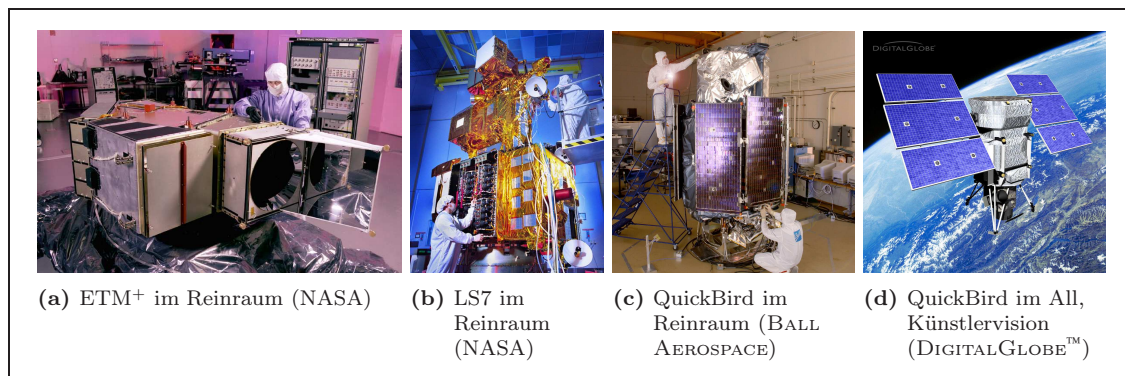 DIGITALGLOBE
(a) ETM⁺ im Reinraum (NASA)
(b) LS7 im
Reinraum
(NASA)
(c) QuickBird im
Reinraum (BALL
AEROSPACE)
(d) QuickBird im All,
Künstlervision
(DIGITALGLOBE™)